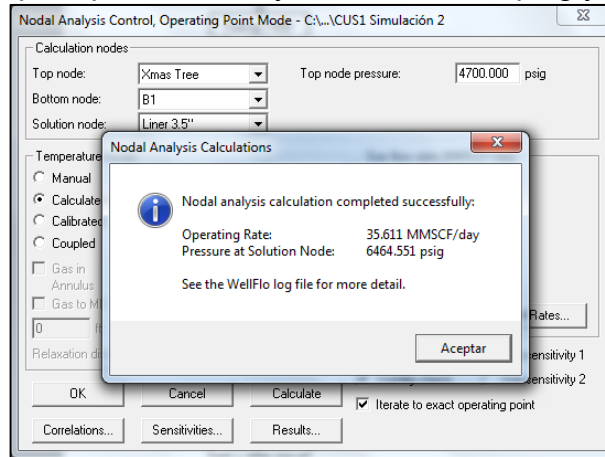 Nodal Analysis Control, Operating Point Mode - C:\...\CUS1 Simulación 2
Calculation nodes
Top node: Xmas Tree Top node pressure: 4700.000 psig
Bottom node: B1
Solution node: Liner 3.5"
Nodal Analysis Calculations
Temperature
Manual
Calculate
Calibrated
Coupled
Nodal analysis calculation completed successfully:
Operating Rate: 35.611 MMSCF/day
Pressure at Solution Node: 6464.551 psig
See the WellFlo log file for more detail.
Gas in
Annulus
Gas to M
0
Rates...
Relaxation di
Aceptar
ensitivity 1
ensitivity 2
OK Cancel Calculate
Iterate to exact operating point
Correlations... Sensitivities... Results...